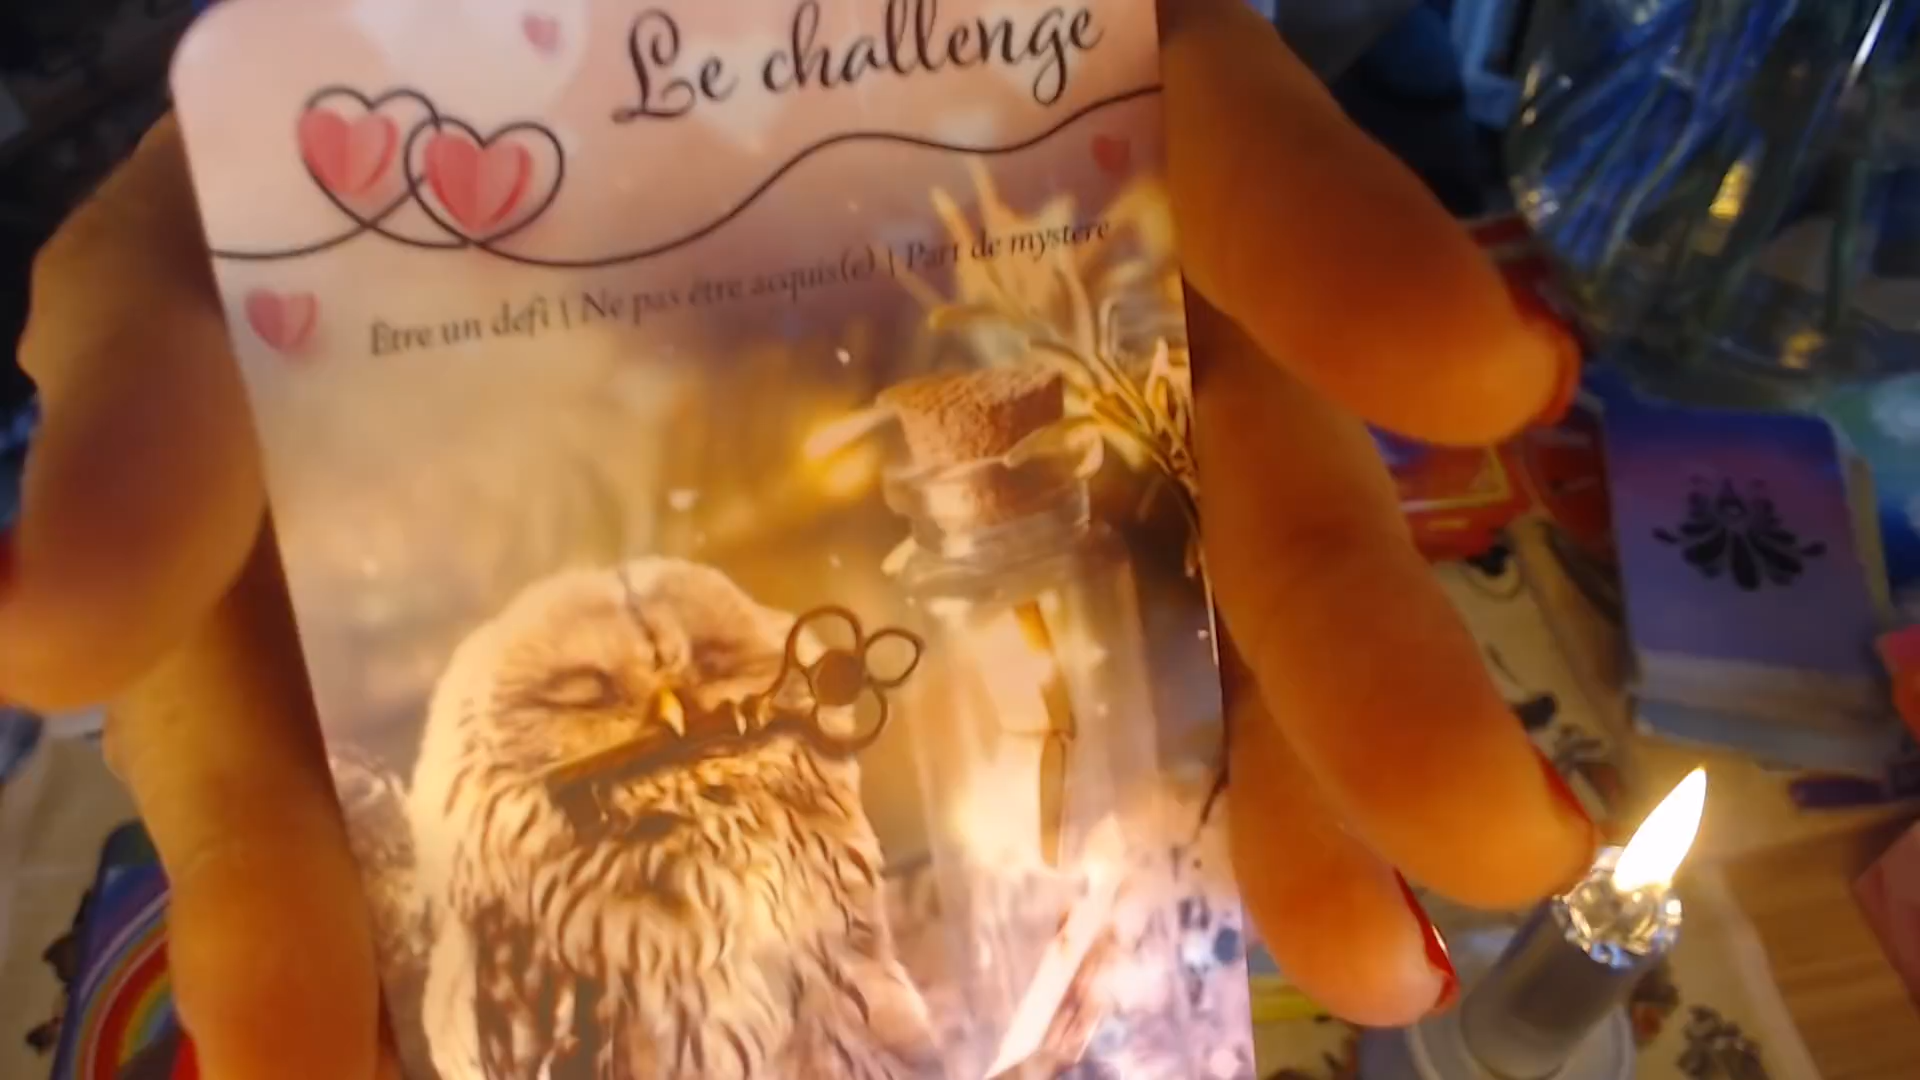 Le challenge
Être un défi | Ne pas être acquis(e) | Part de mystère